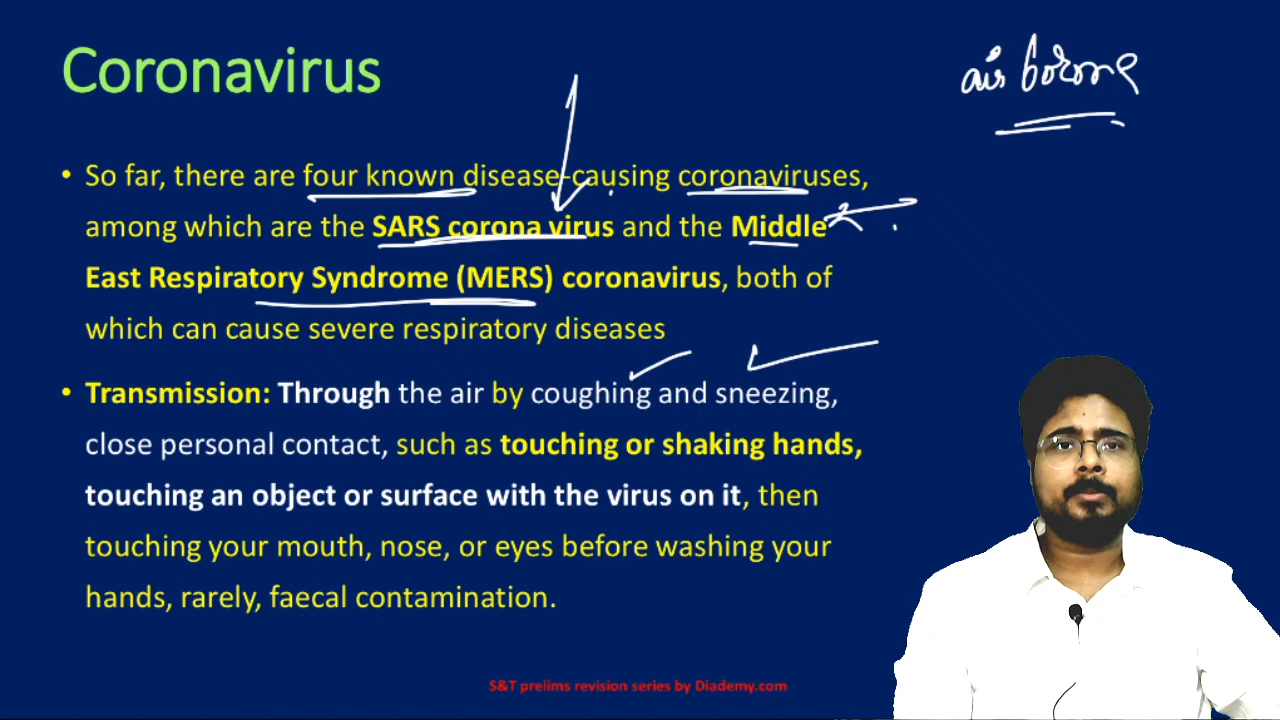 Coronavirus
air borone
• So far, there are four known disease-causing coronaviruses,
among which are the SARS corona virus and the Middle
East Respiratory Syndrome (MERS) coronavirus, both of
which can cause severe respiratory diseases
• Transmission: Through the air by coughing and sneezing,
close personal contact, such as touching or shaking hands,
touching an object or surface with the virus on it, then
touching your mouth, nose, or eyes before washing your
hands, rarely, faecal contamination.
S&T prelims revision series by Diademy.com